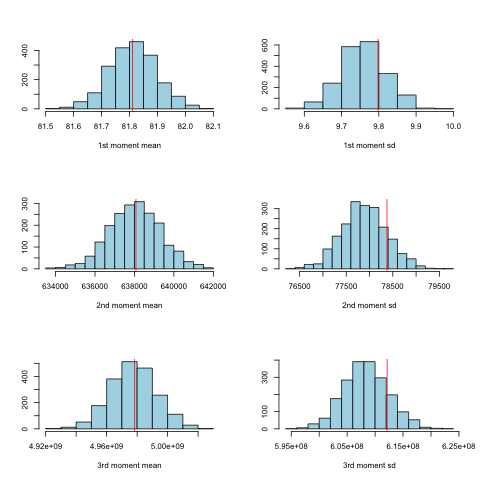 400
200
0
81.5 81.6 81.7 81.8 81.9 82.0 82.1
1st moment mean
600
400
200
0
9.6 9.7 9.8 9.9 10.0
1st moment sd
300
200
100
0
634000 636000 638000 640000 642000
2nd moment mean
300
200
100
0
76500 77500 78500 79500
2nd moment sd
400
200
0
4.92e+09 4.96e+09 5.00e+09
3rd moment mean
300
100
0
5.95e+08 6.05e+08 6.15e+08 6.25e+08
3rd moment sd